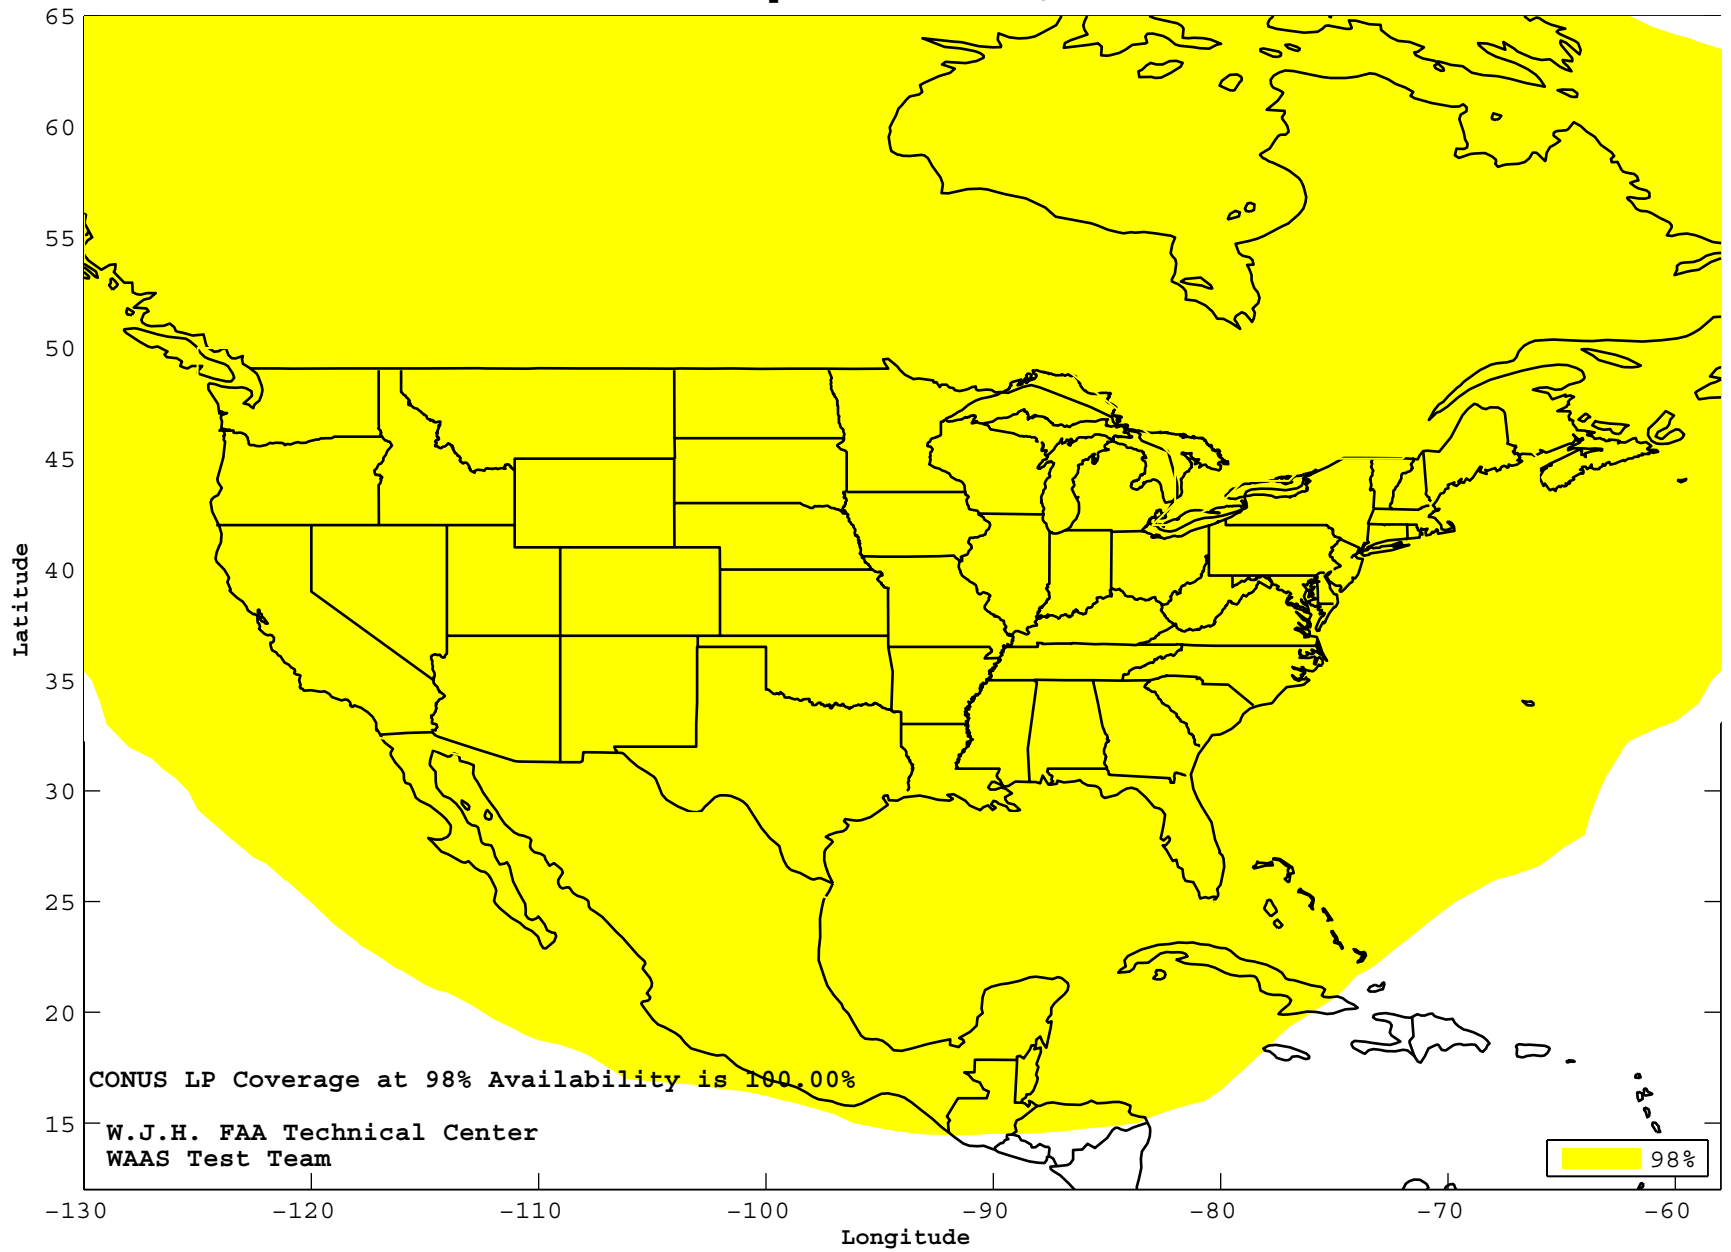 65
60
55
50
45
40
35
30
25
20
15
Latitude
CONUS LP Coverage at 98% Availability is 100.00%
W.J.H. FAA Technical Center
WAAS Test Team
98%
-130 -120 -110 -100 -90 -80 -70 -60
Longitude